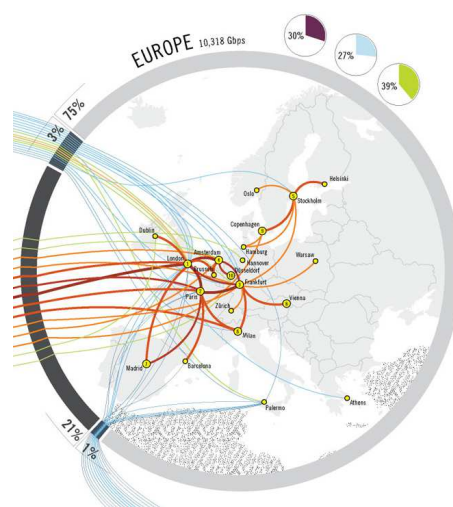 EUROPE 10,318 Gbps
30%
27%
39%
75%
3%
Helsinki
Oslo
Stockholm
Dublin
Copenhagen
Hamburg
Amsterdam
London
Hannover
Warsaw
Brussels
Düsseldorf
Frankfurt
Paris
Zürich
Vienna
Milan
Madrid
Barcelona
Palermo
Athens
21%
1%